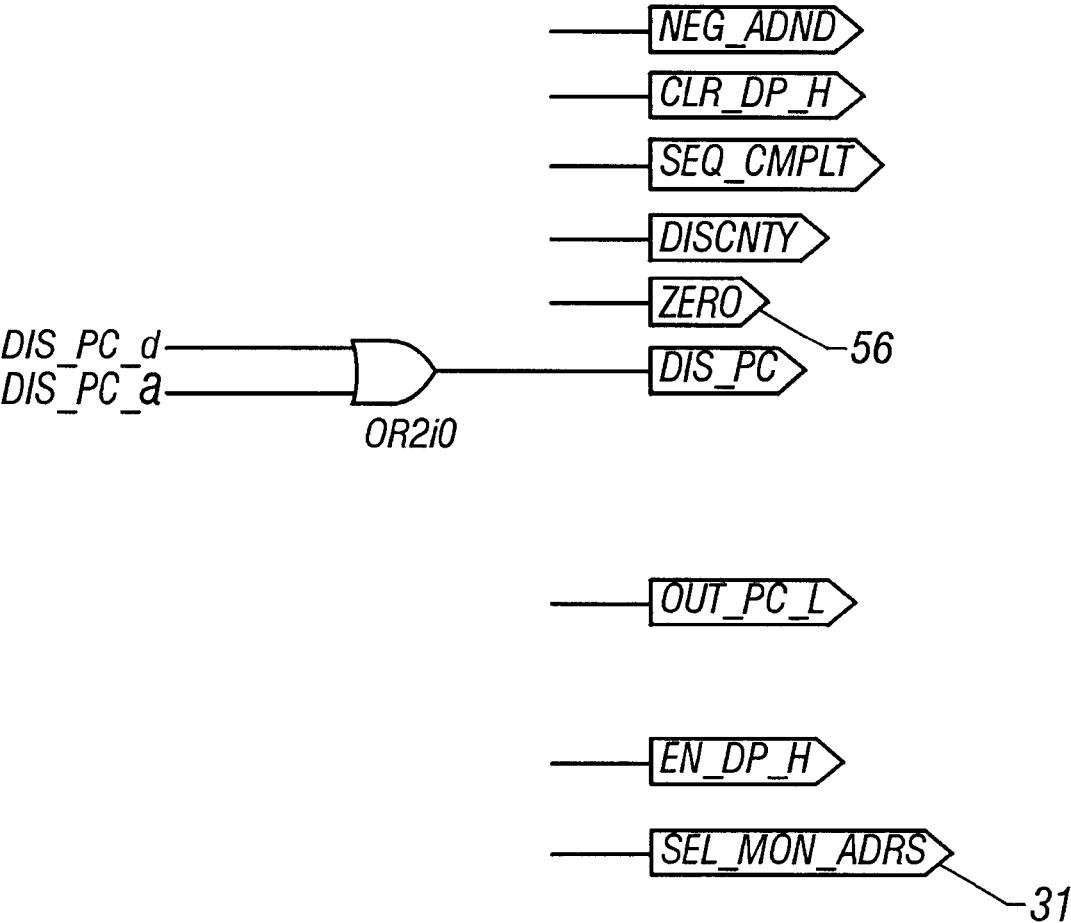 NEG_ADND
CLR_DP_H
SEQ_CMPLT
DISCNTY
ZERO
56
DIS_PC_d
DIS_PC_a
DIS_PC
OR2i0
OUT_PC_L
EN_DP_H
SEL_MON_ADRS
31